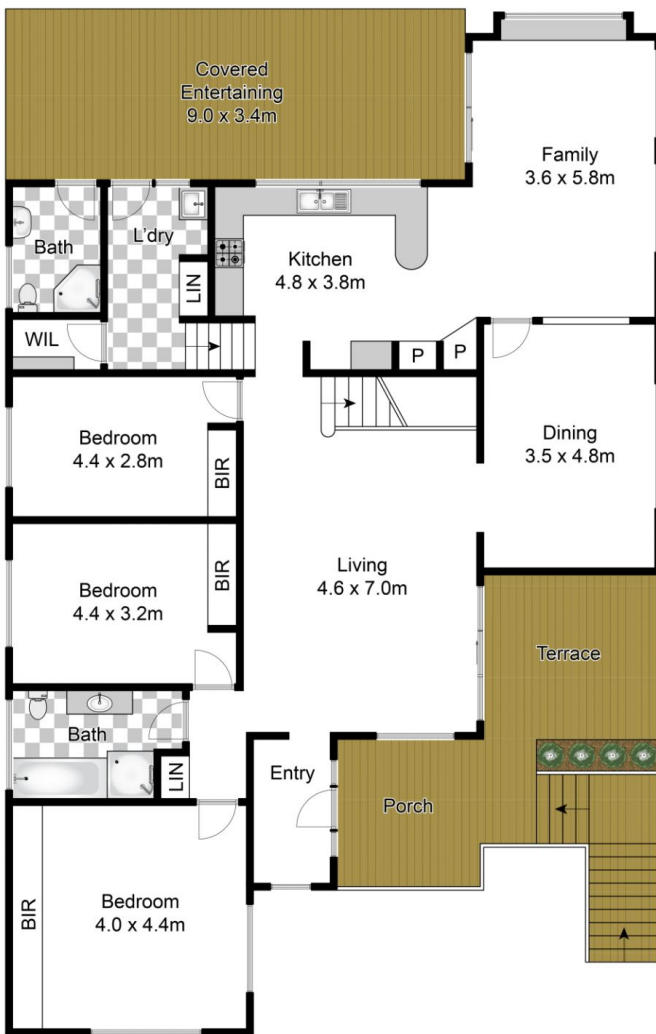 Covered
Entertaining
9.0 x 3.4m
Family
3.6 x 5.8m
Bath
L'dry
LIN
Kitchen
4.8 x 3.8m
WIL
P
P
Bedroom
4.4 x 2.8m
BIR
Dining
3.5 x 4.8m
Bedroom
4.4 x 3.2m
BIR
Living
4.6 x 7.0m
Terrace
Bath
LIN
Entry
Porch
BIR
Bedroom
4.0 x 4.4m